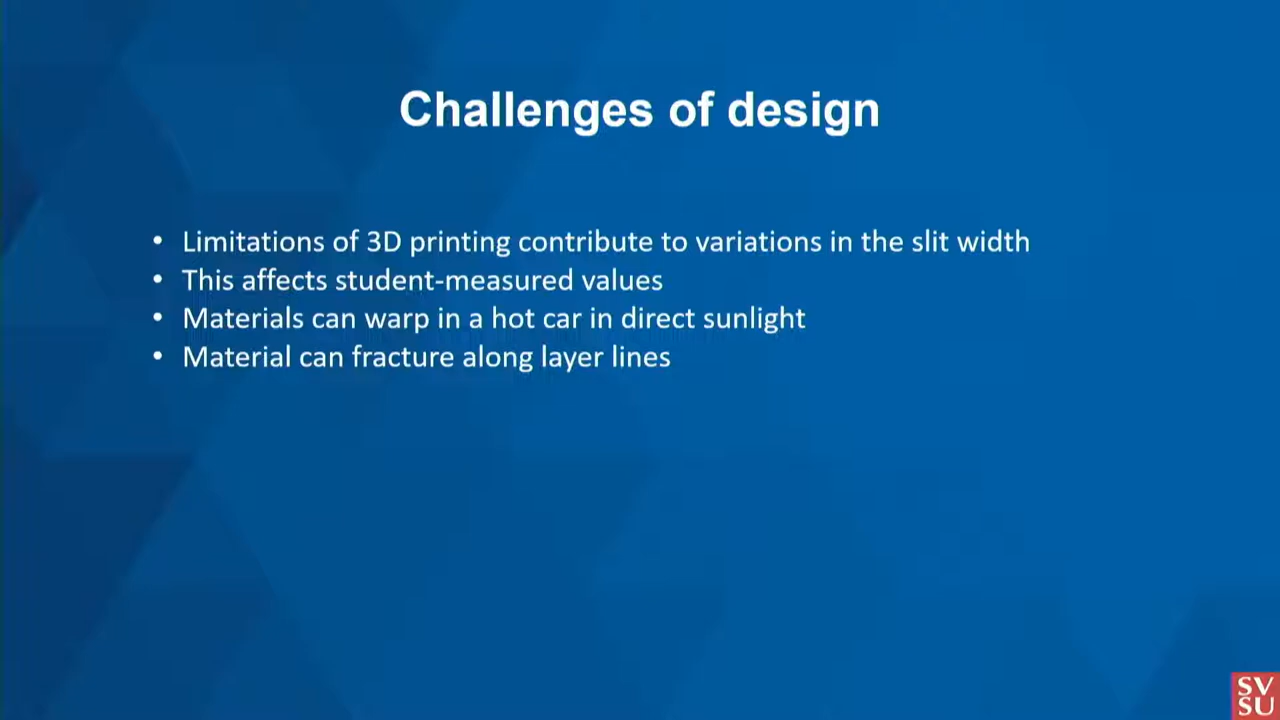 Challenges of design
• Limitations of 3D printing contribute to variations in the slit width
• This affects student-measured values
• Materials can warp in a hot car in direct sunlight
• Material can fracture along layer lines
SV
SU